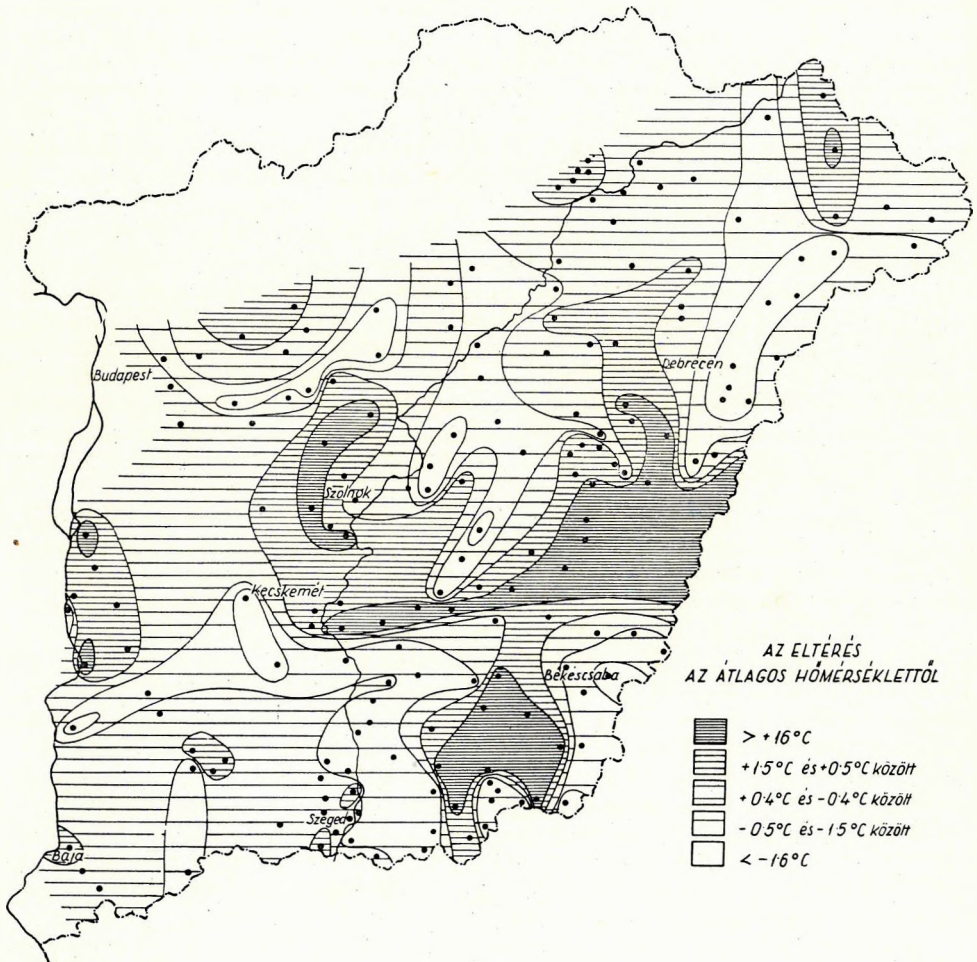 Budapest
Debrecen
Szolnok
Kecskemét
Békéscsaba
Szeged
Baja
AZ ELTÉRÉS
AZ ÁTLAGOS HŐMÉRSÉKLETTŐL
> +1·6°C
+1·5°C és +0·5°C között
+0·4°C és -0·4°C között
-0·5°C és -1·5°C között
< -1·6°C